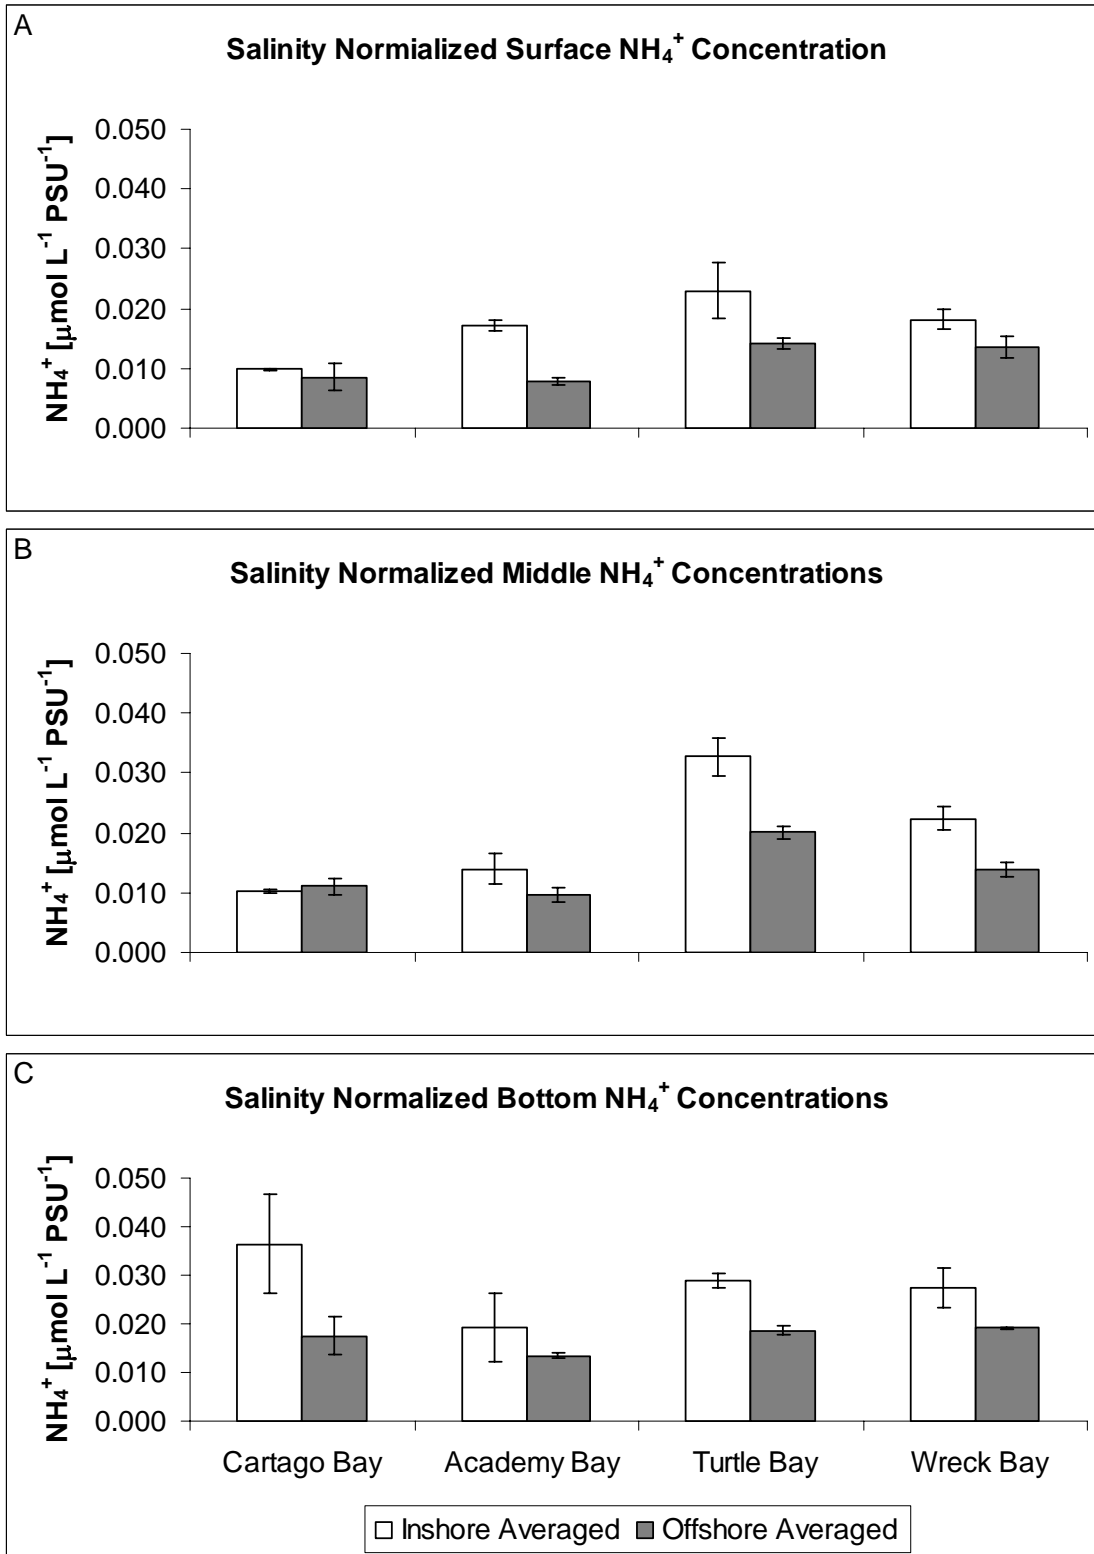 A
Salinity Normialized Surface NH₄⁺ Concentration
NH₄⁺ [μmol L⁻¹ PSU⁻¹]
0.050
0.040
0.030
0.020
0.010
0.000
B
Salinity Normalized Middle NH₄⁺ Concentrations
NH₄⁺ [μmol L⁻¹ PSU⁻¹]
0.050
0.040
0.030
0.020
0.010
0.000
C
Salinity Normalized Bottom NH₄⁺ Concentrations
NH₄⁺ [μmol L⁻¹ PSU⁻¹]
0.050
0.040
0.030
0.020
0.010
0.000
Cartago Bay Academy Bay Turtle Bay Wreck Bay
Inshore Averaged Offshore Averaged